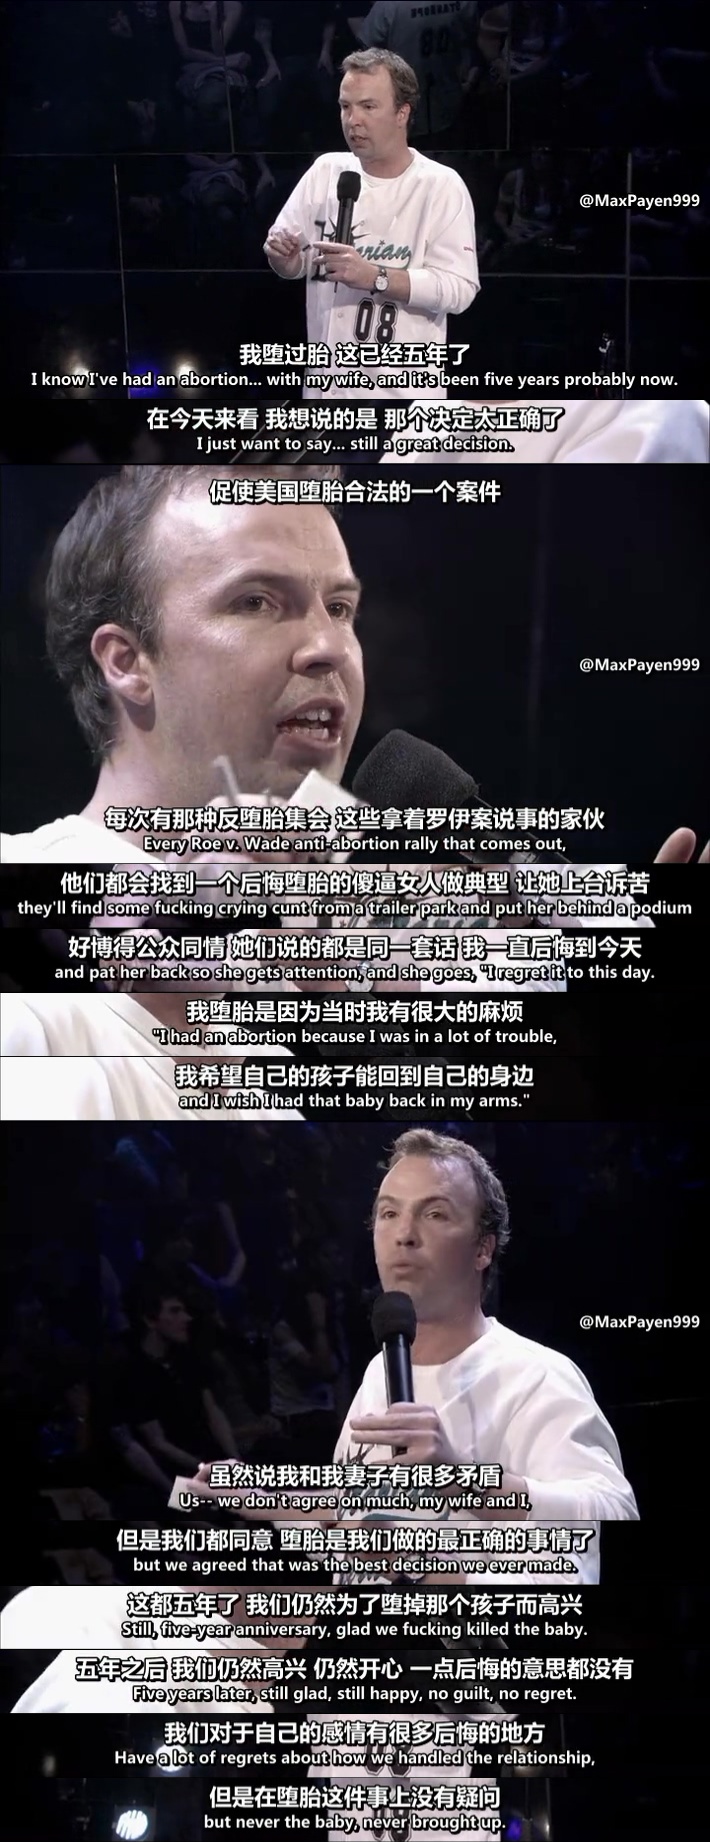 @MaxPayen999
08
我堕过胎 这已经五年了
I know I've had an abortion... with my wife, and it's been five years probably now.
在今天来看 我想说的是 那个决定太正确了
I just want to say... still a great decision.
促使美国堕胎合法的一个案件
@MaxPayen999
每次有那种反堕胎集会 这些拿着罗伊案说事的家伙
Every Roe v. Wade anti-abortion rally that comes out,
他们都会找到一个后悔堕胎的傻逼女人做典型 让她上台诉苦
they'll find some fucking crying cunt from a trailer park and put her behind a podium
好博得公众同情 她们说的都是同一套话 我一直后悔到今天
and pat her back so she gets attention, and she goes, "I regret it to this day.
我堕胎是因为当时我有很大的麻烦
"I had an abortion because I was in a lot of trouble,
我希望自己的孩子能回到自己的身边
and I wish I had that baby back in my arms."
@MaxPayen999
虽然说我和我妻子有很多矛盾
Us-- we don't agree on much, my wife and I,
但是我们都同意 堕胎是我们做的最正确的事情了
but we agreed that was the best decision we ever made.
这都五年了 我们仍然为了堕掉那个孩子而高兴
Still, five-year anniversary, glad we fucking killed the baby.
五年之后 我们仍然高兴 仍然开心 一点后悔的意思都没有
Five years later, still glad, still happy, no guilt, no regret.
我们对于自己的感情有很多后悔的地方
Have a lot of regrets about how we handled the relationship,
但是在堕胎这件事上没有疑问
but never the baby, never brought up.